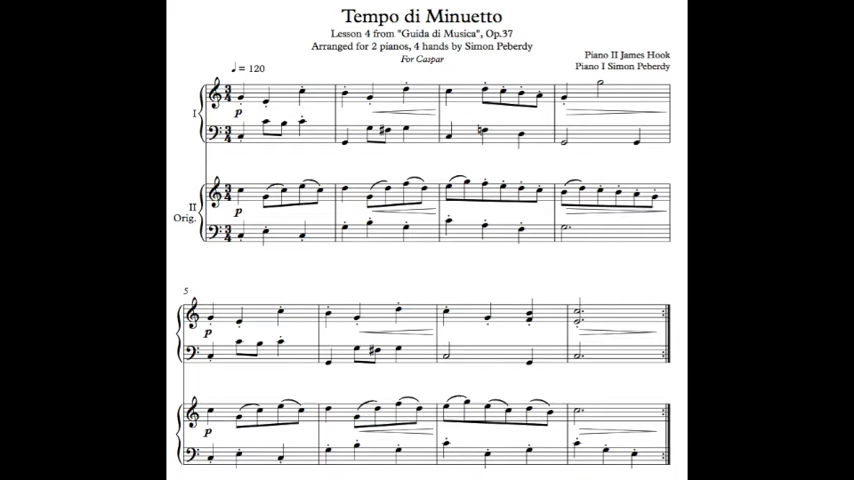 Tempo di Minuetto
Lesson 4 from "Guida di Musica", Op.37
Arranged for 2 pianos, 4 hands by Simon Peberdy
For Caspar
Piano II James Hook
Piano I Simon Peberdy
♩ = 120
I
p
II
Orig.
p
5
p
p